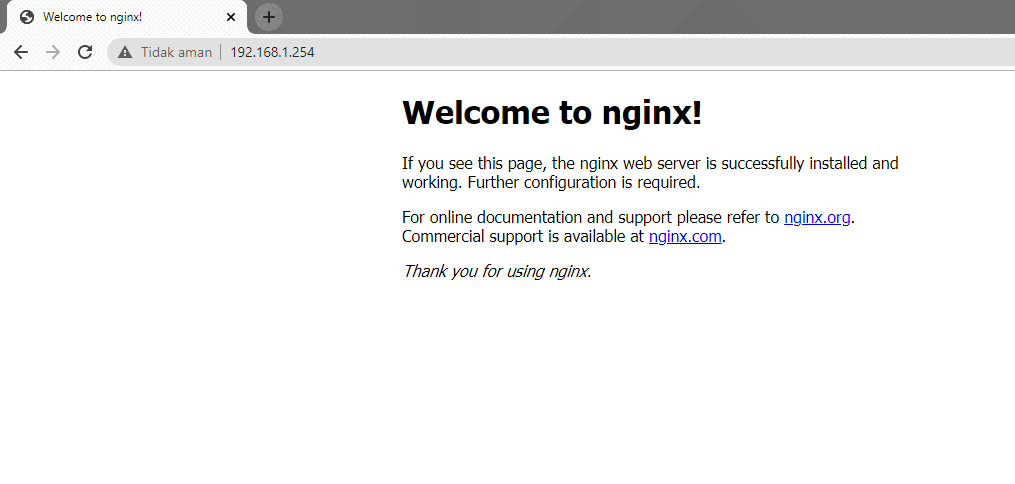 Welcome to nginx!
Tidak aman
192.168.1.254
Welcome to nginx!
If you see this page, the nginx web server is successfully installed and
working. Further configuration is required.
For online documentation and support please refer to nginx.org.
Commercial support is available at nginx.com.
Thank you for using nginx.